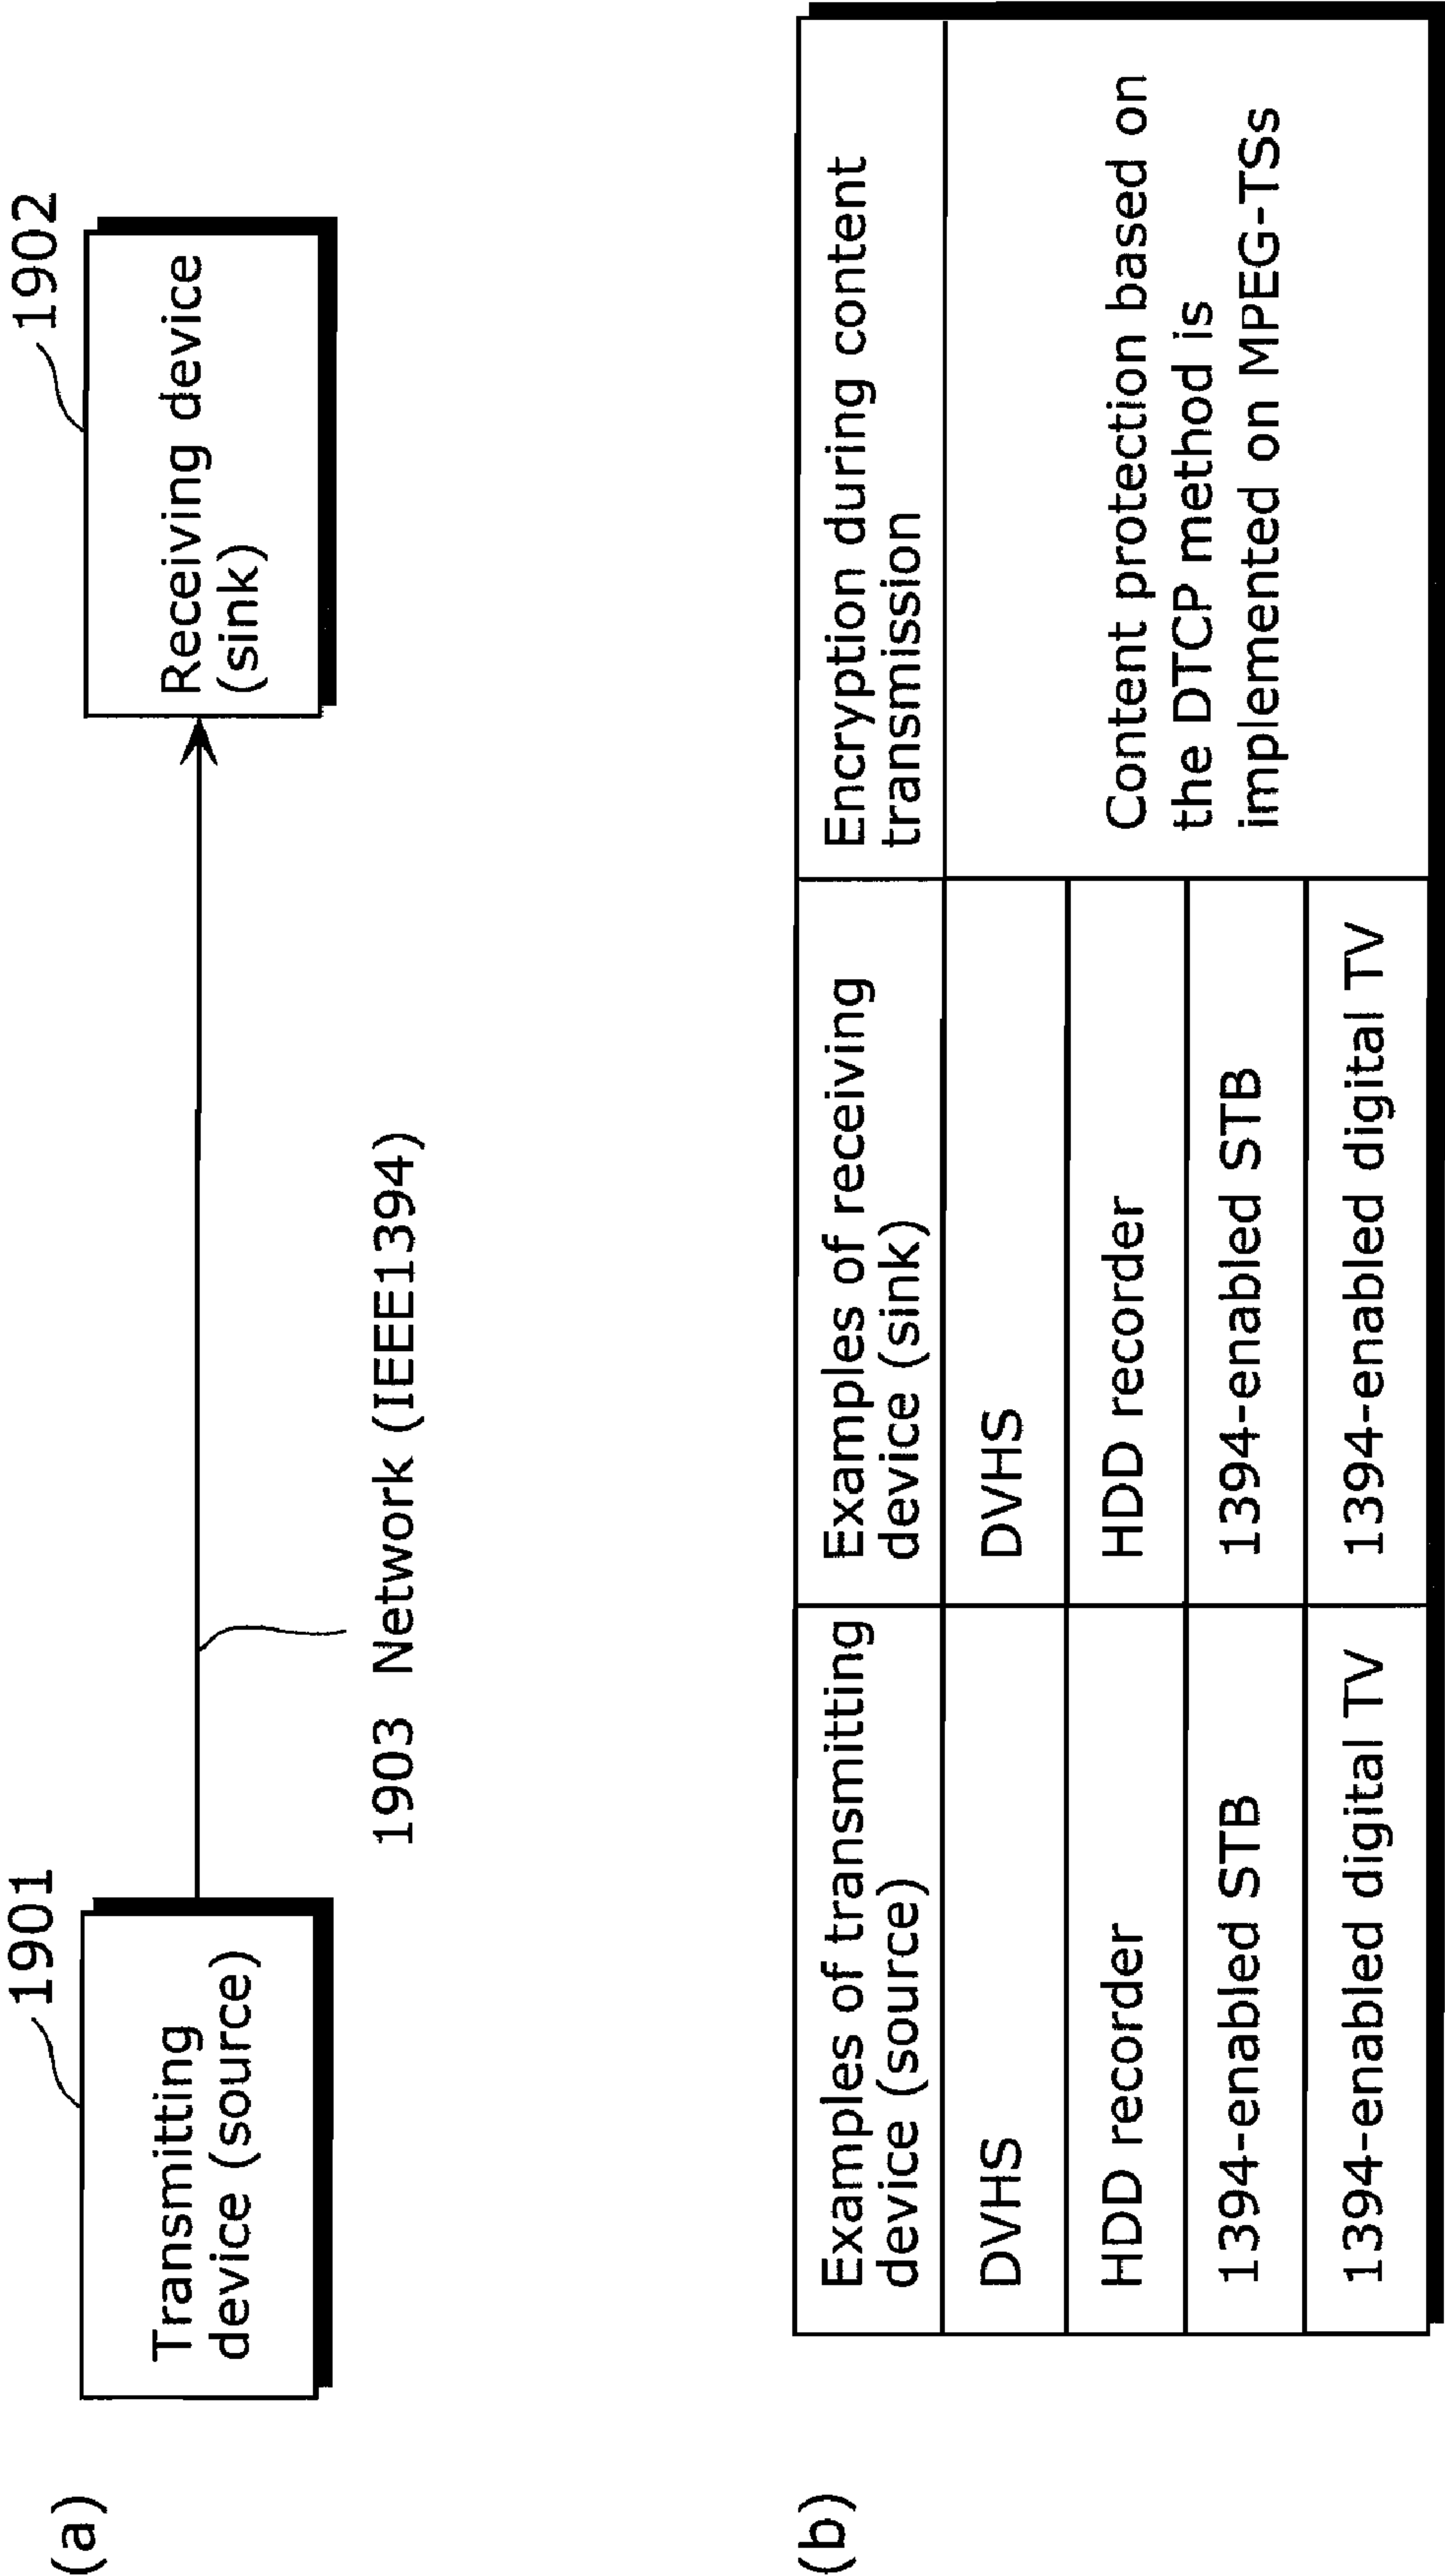 (a)
1901
Transmitting
device (source)
1903 Network (IEEE1394)
1902
Receiving device
(sink)
(b)
Examples of transmitting
device (source)
Examples of receiving
device (sink)
Encryption during content
transmission
DVHS
DVHS
Content protection based on
the DTCP method is
implemented on MPEG-TSs
HDD recorder
HDD recorder
1394-enabled STB
1394-enabled STB
1394-enabled digital TV
1394-enabled digital TV